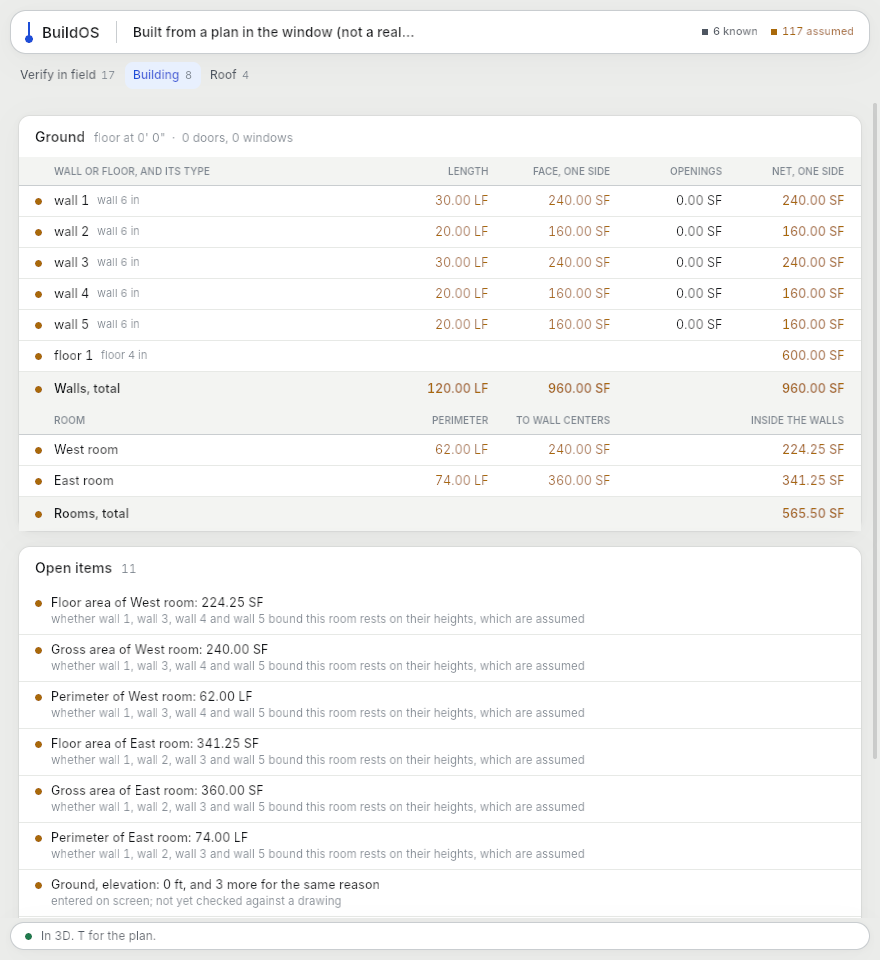 BuildOS
Built from a plan in the window (not a real…
6 known
117 assumed
Verify in field 17
Building 8
Roof 4
Ground floor at 0' 0" · 0 doors, 0 windows
WALL OR FLOOR, AND ITS TYPE LENGTH FACE, ONE SIDE OPENINGS NET, ONE SIDE
wall 1 wall 6 in 30.00 LF 240.00 SF 0.00 SF 240.00 SF
wall 2 wall 6 in 20.00 LF 160.00 SF 0.00 SF 160.00 SF
wall 3 wall 6 in 30.00 LF 240.00 SF 0.00 SF 240.00 SF
wall 4 wall 6 in 20.00 LF 160.00 SF 0.00 SF 160.00 SF
wall 5 wall 6 in 20.00 LF 160.00 SF 0.00 SF 160.00 SF
floor 1 floor 4 in 600.00 SF
Walls, total 120.00 LF 960.00 SF 960.00 SF
ROOM PERIMETER TO WALL CENTERS INSIDE THE WALLS
West room 62.00 LF 240.00 SF 224.25 SF
East room 74.00 LF 360.00 SF 341.25 SF
Rooms, total 565.50 SF
Open items 11
Floor area of West room: 224.25 SF
whether wall 1, wall 3, wall 4 and wall 5 bound this room rests on their heights, which are assumed
Gross area of West room: 240.00 SF
whether wall 1, wall 3, wall 4 and wall 5 bound this room rests on their heights, which are assumed
Perimeter of West room: 62.00 LF
whether wall 1, wall 3, wall 4 and wall 5 bound this room rests on their heights, which are assumed
Floor area of East room: 341.25 SF
whether wall 1, wall 2, wall 3 and wall 5 bound this room rests on their heights, which are assumed
Gross area of East room: 360.00 SF
whether wall 1, wall 2, wall 3 and wall 5 bound this room rests on their heights, which are assumed
Perimeter of East room: 74.00 LF
whether wall 1, wall 2, wall 3 and wall 5 bound this room rests on their heights, which are assumed
Ground, elevation: 0 ft, and 3 more for the same reason
entered on screen; not yet checked against a drawing
In 3D. T for the plan.